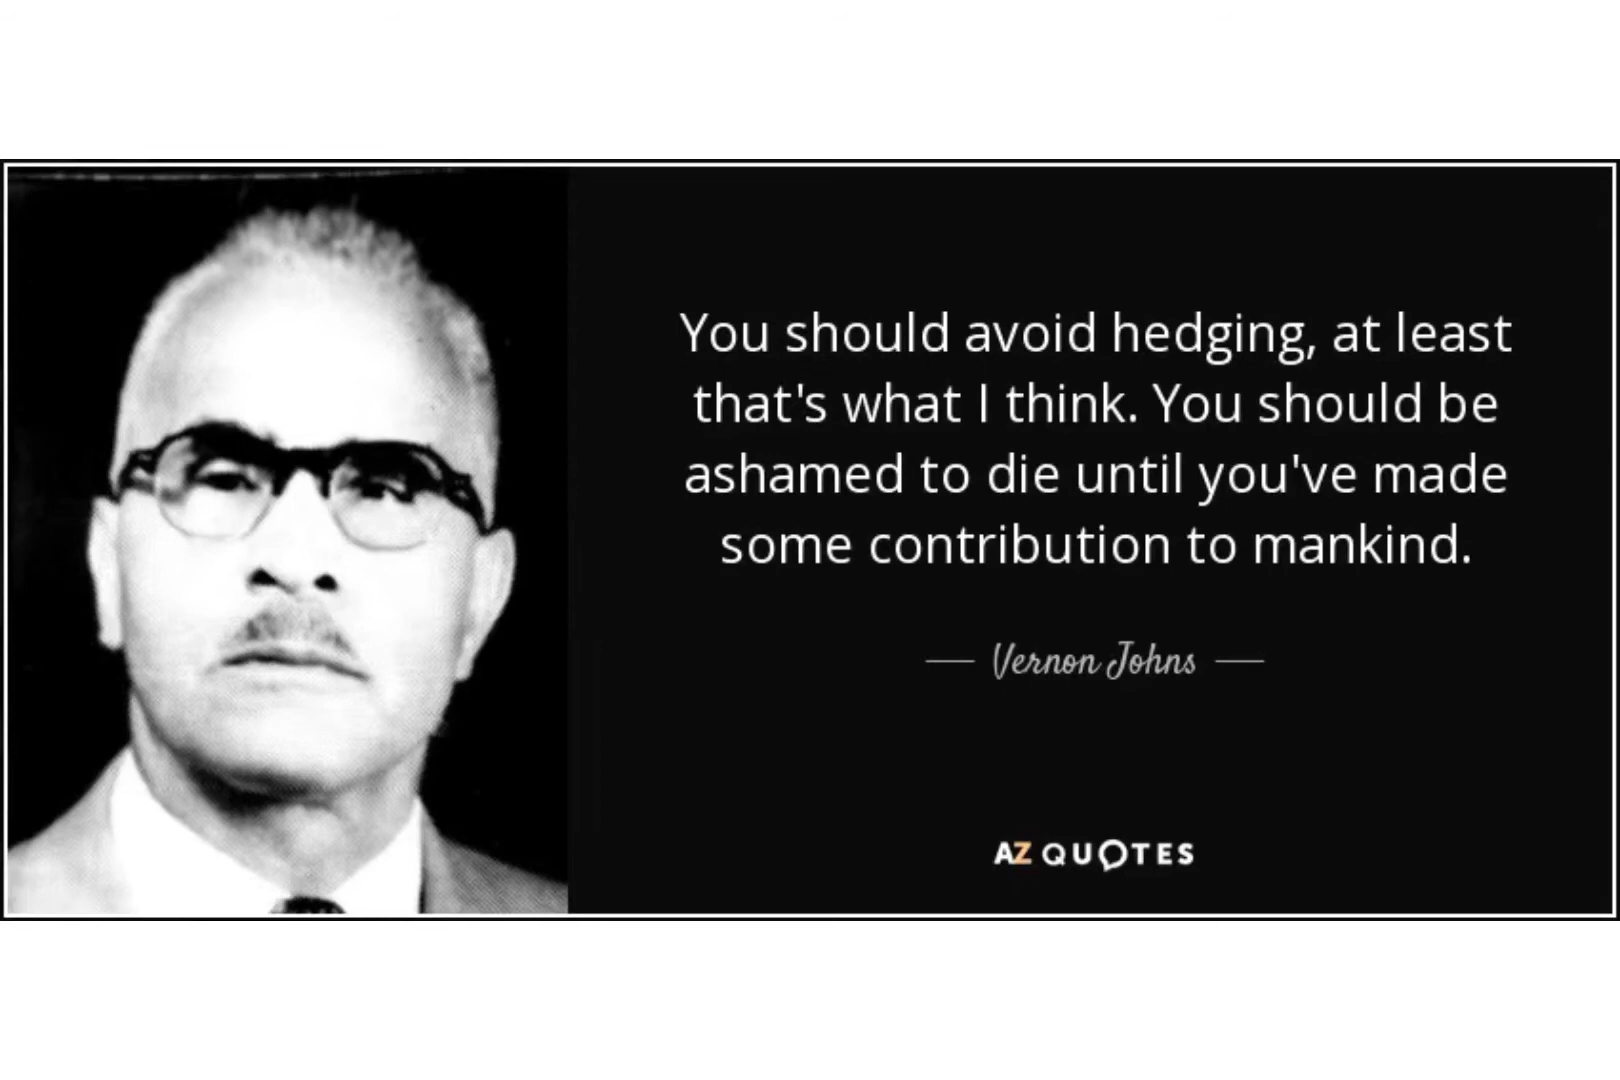 You should avoid hedging, at least
that's what I think. You should be
ashamed to die until you've made
some contribution to mankind.
Vernon Johns
AZ QUOTES